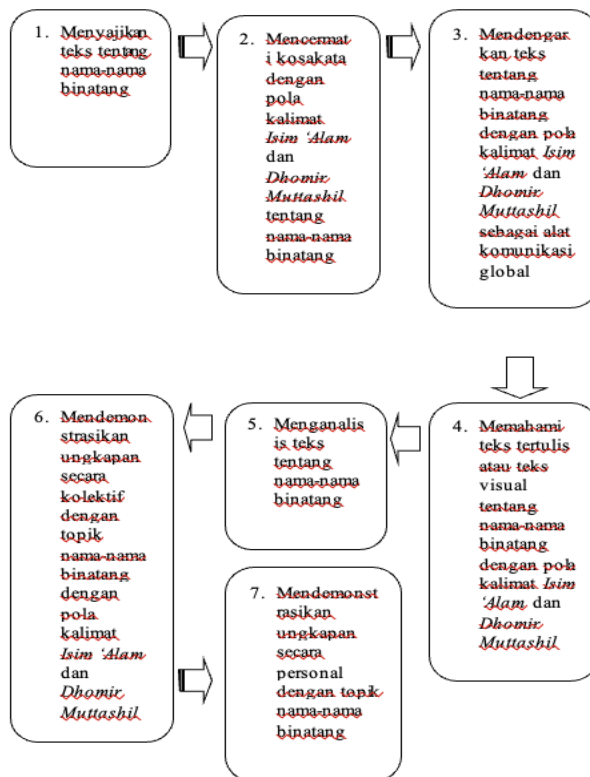 1. Menyajikan
teks tentang
nama-nama
binatang
2. Mencermat
i kosakata
dengan
pola
kalimat
Isim ‘Alam
dan
Dhomir
Muttashil
tentang
nama-nama
binatang
3. Mendengar
kan teks
tentang
nama-nama
binatang
dengan pola
kalimat Isim
‘Alam dan
Dhomir
Muttashil
sebagai alat
komunikasi
global
4. Memahami
teks tertulis
atau teks
visual
tentang
nama-nama
binatang
dengan pola
kalimat Isim
‘Alam dan
Dhomir
Muttashil
5. Menganalis
is teks
tentang
nama-nama
binatang
6. Mendemon
strasikan
ungkapan
secara
kolektif
dengan
topik
nama-nama
binatang
dengan
pola
kalimat
Isim ‘Alam
dan
Dhomir
Muttashil
7. Mendemonst
rasikan
ungkapan
secara
personal
dengan topik
nama-nama
binatang